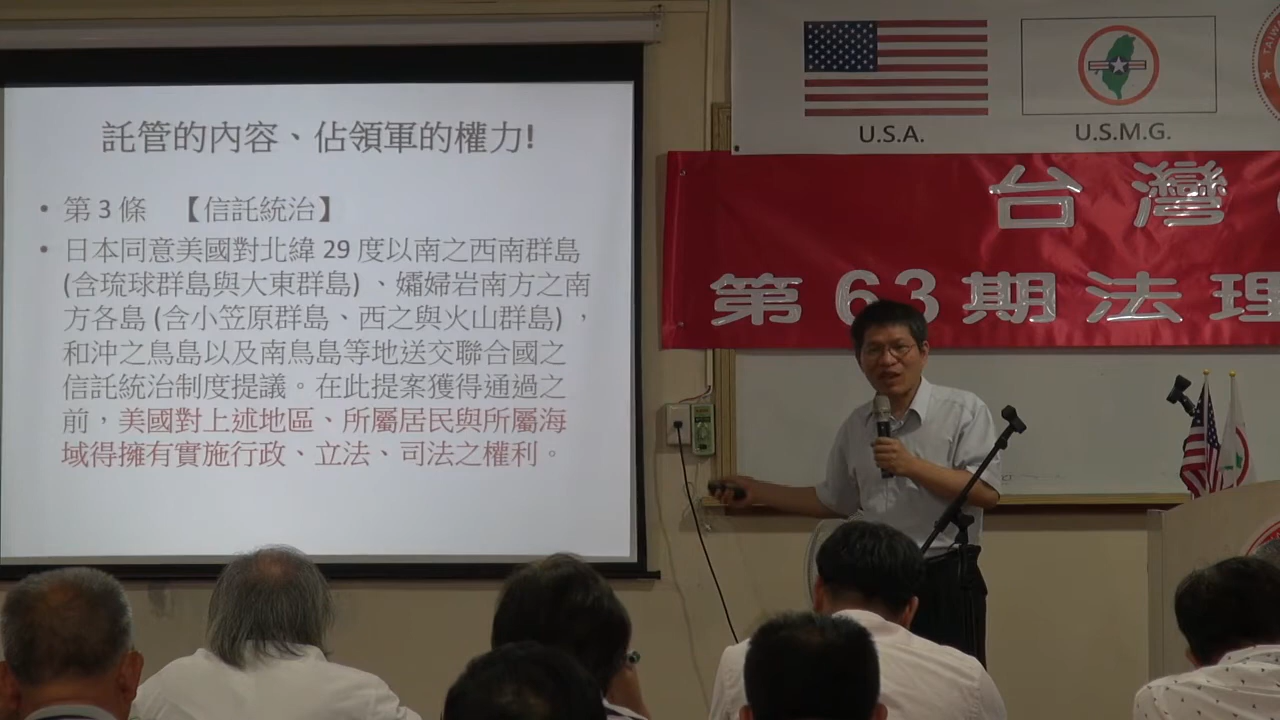 託管的內容、佔領軍的權力!
• 第 3 條 【信託統治】
• 日本同意美國對北緯 29 度以南之西南群島
(含琉球群島與大東群島) 、孀婦岩南方之南
方各島 (含小笠原群島、西之與火山群島) ，
和沖之鳥島以及南鳥島等地送交聯合國之
信託統治制度提議。在此提案獲得通過之
前，美國對上述地區、所屬居民與所屬海
域得擁有實施行政、立法、司法之權利。
U.S.A.
U.S.M.G.
台灣
第63期法理